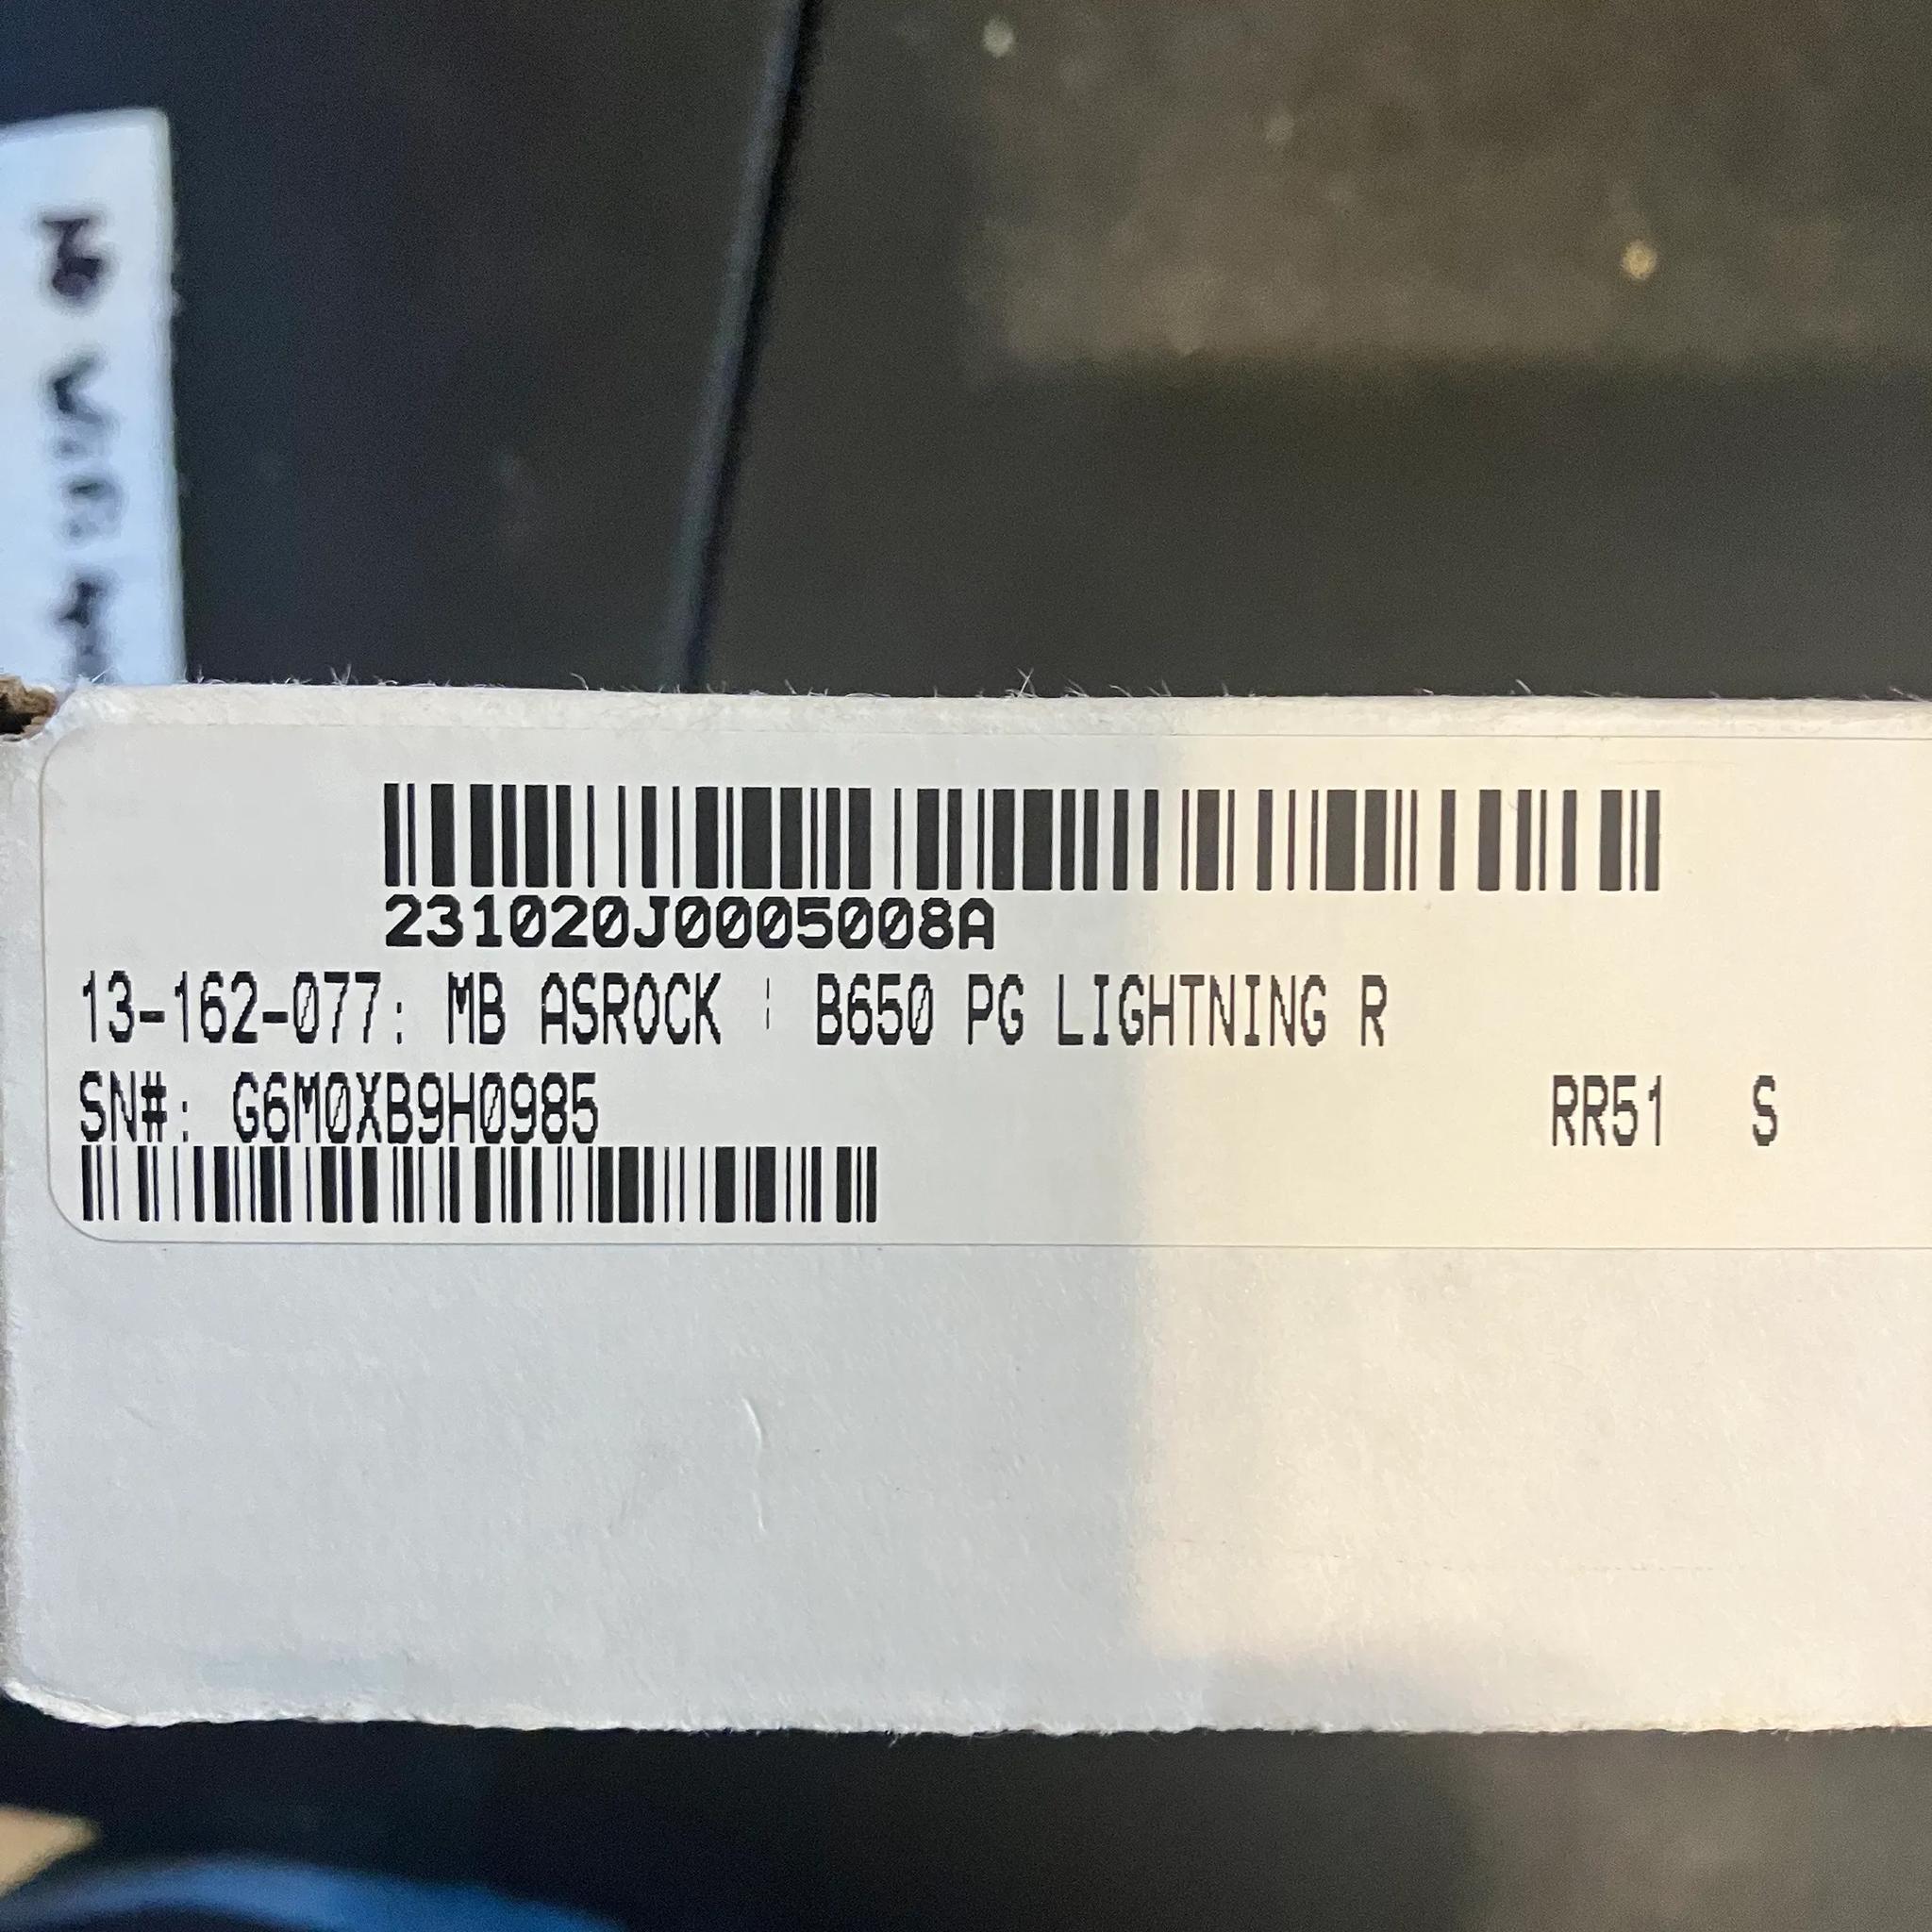 231020J0005008A
13-162-077: MB ASROCK ¦ B650 PG LIGHTNING R
SN#: G6M0XB9H0985 RR51 S